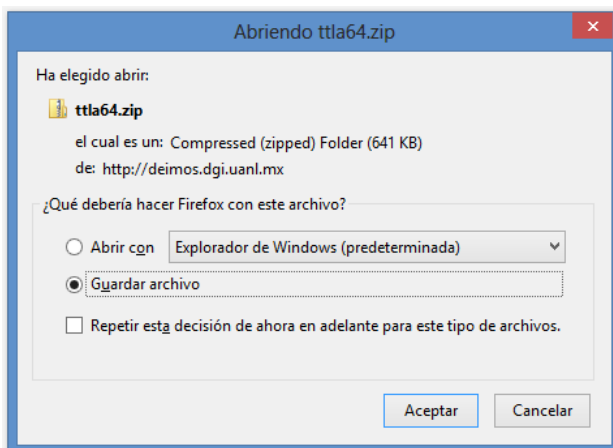 Abriendo ttla64.zip
Ha elegido abrir:
ttla64.zip
el cual es un: Compressed (zipped) Folder (641 KB)
de: http://deimos.dgi.uanl.mx
¿Qué debería hacer Firefox con este archivo?
Abrir con Explorador de Windows (predeterminada)
Guardar archivo
Repetir esta decisión de ahora en adelante para este tipo de archivos.
Aceptar Cancelar